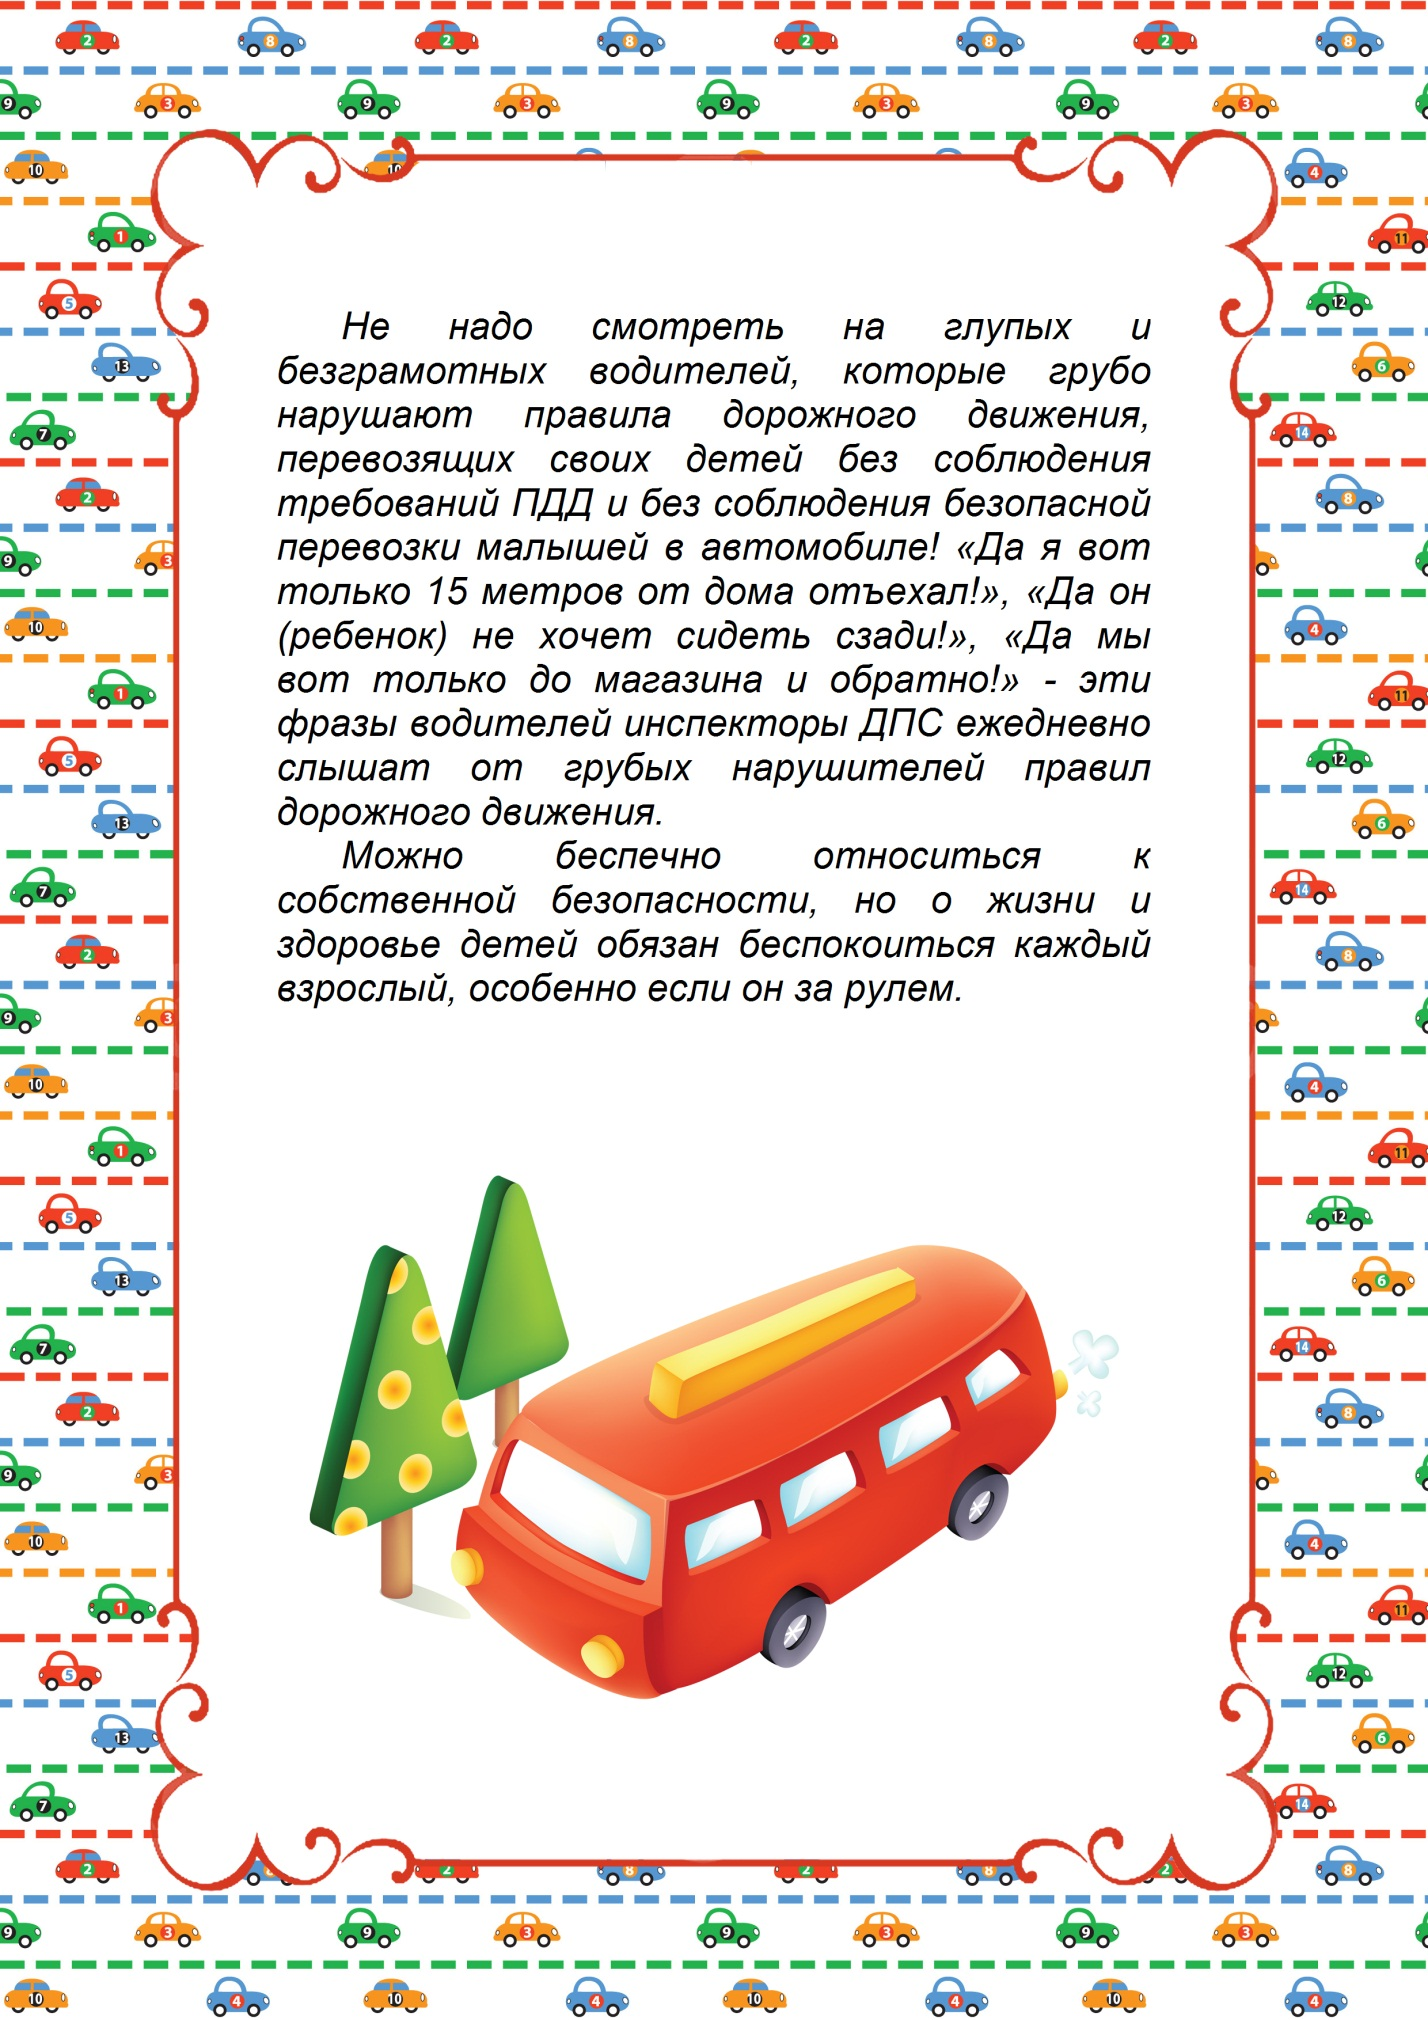 Не надо смотреть на глупых и
безграмотных водителей, которые грубо
нарушают правила дорожного движения,
перевозящих своих детей без соблюдения
требований ПДД и без соблюдения безопасной
перевозки малышей в автомобиле! «Да я вот
только 15 метров от дома отъехал!», «Да он
(ребенок) не хочет сидеть сзади!», «Да мы
вот только до магазина и обратно!» - эти
фразы водителей инспекторы ДПС ежедневно
слышат от грубых нарушителей правил
дорожного движения.
Можно беспечно относиться к
собственной безопасности, но о жизни и
здоровье детей обязан беспокоиться каждый
взрослый, особенно если он за рулем.